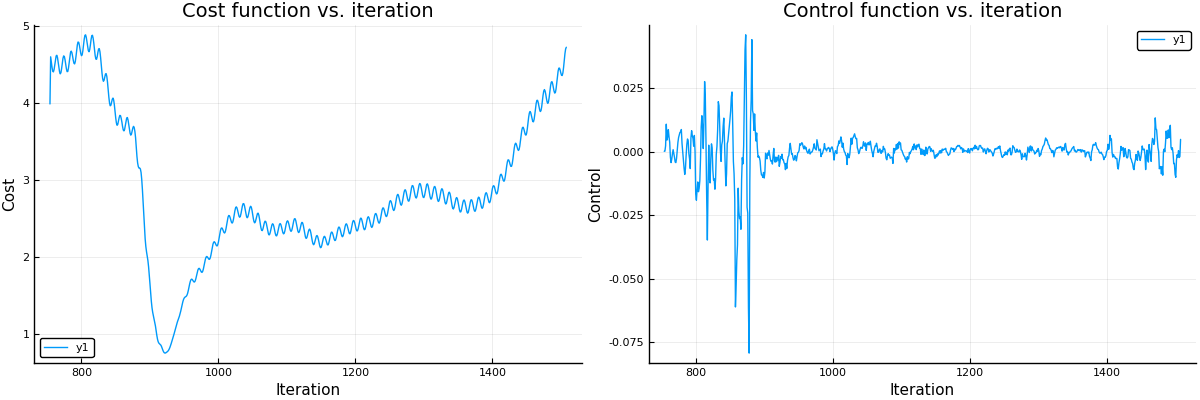 Cost function vs. iteration
5
4
3
2
1
Cost
800
1000
1200
1400
Iteration
y1
Control function vs. iteration
0.025
0.000
-0.025
-0.050
-0.075
Control
800
1000
1200
1400
Iteration
y1